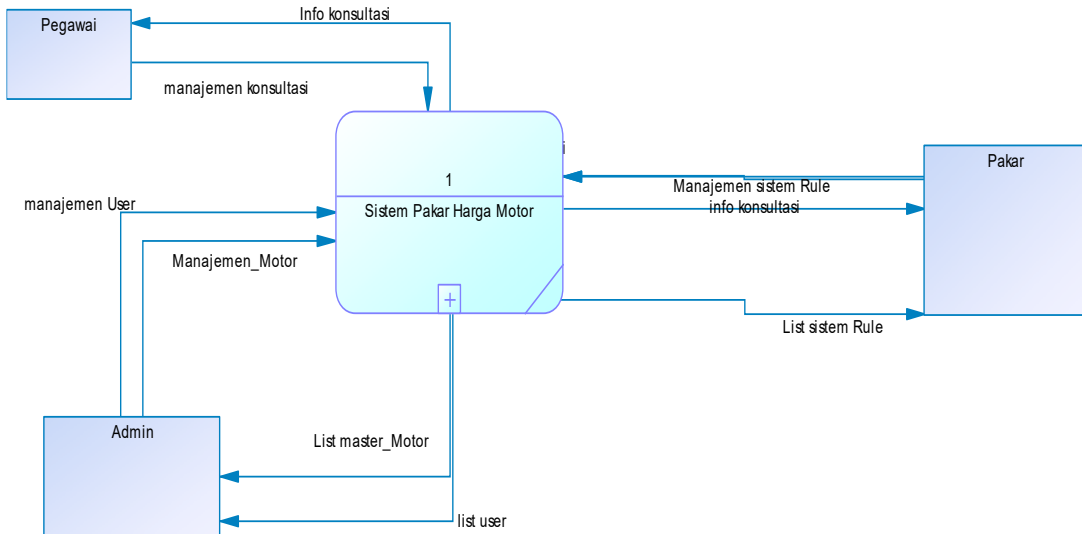 Pegawai
Info konsultasi
manajemen konsultasi
Pakar
1
Manajemen sistem Rule
manajemen User
Sistem Pakar Harga Motor
info konsultasi
Manajemen_Motor
+
List sistem Rule
Admin
List master_Motor
list user